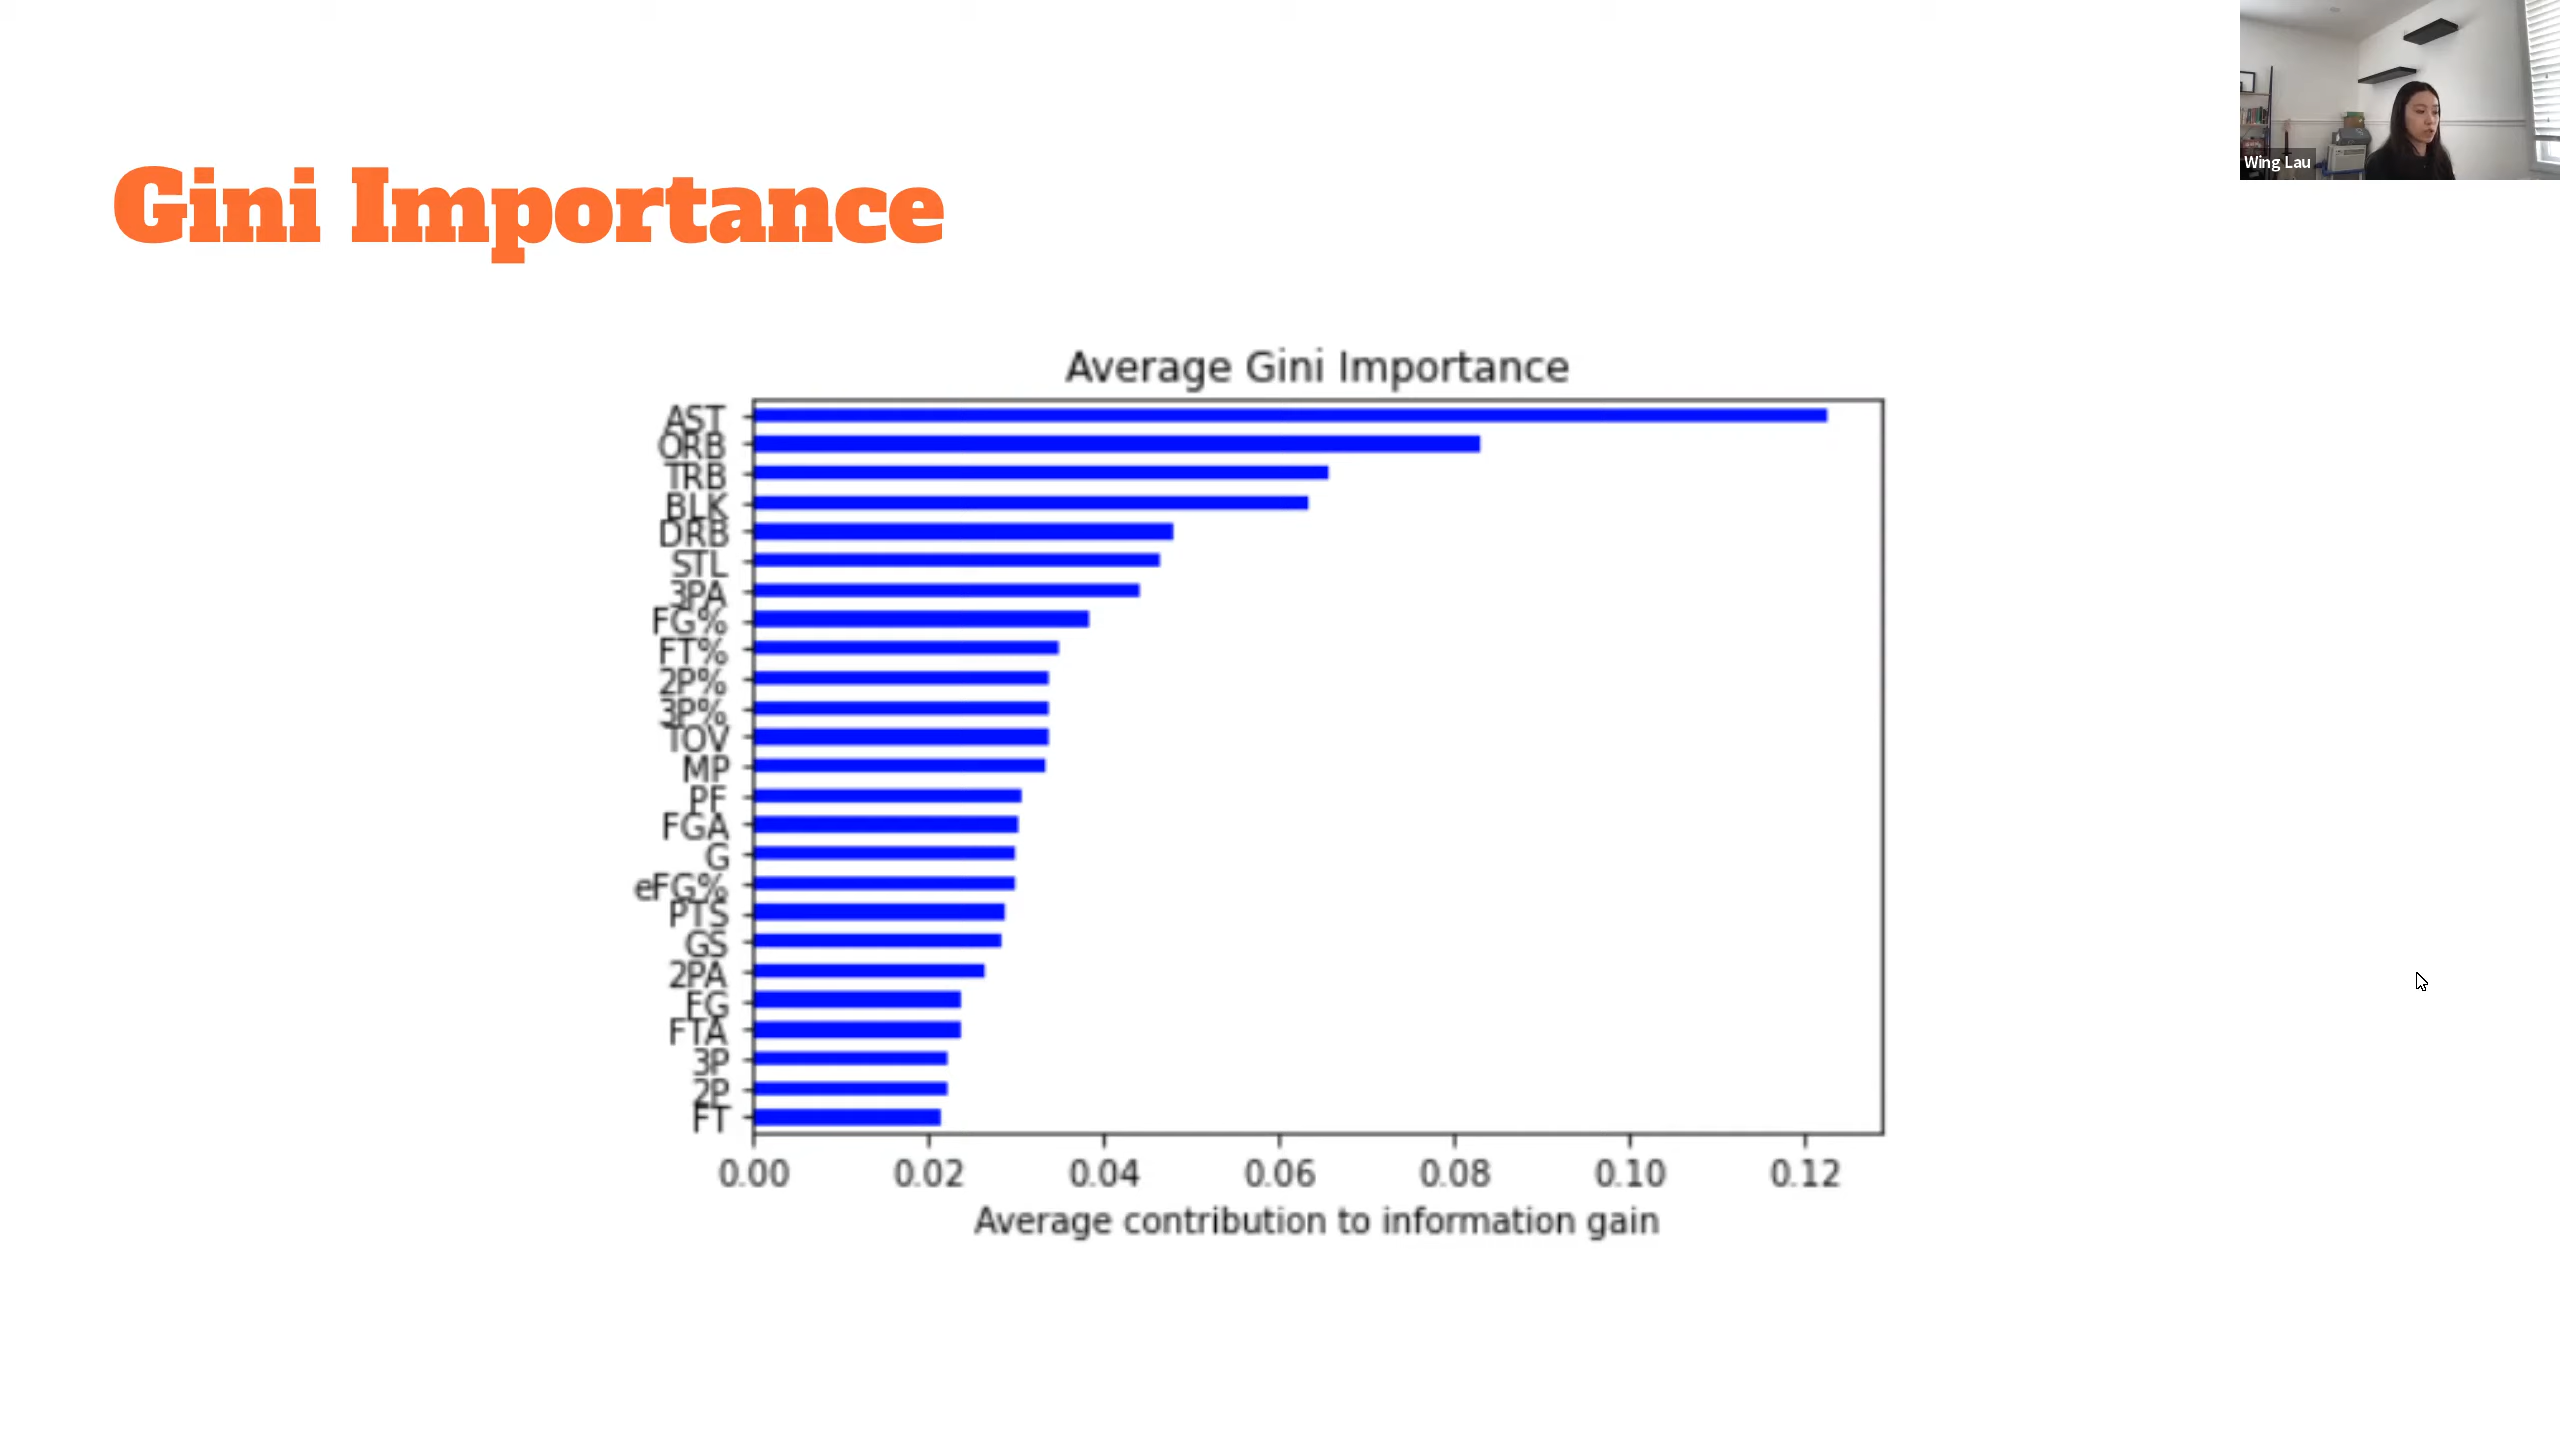 Wing Lau
Gini Importance
Average Gini Importance
AST
ORB
TRB
BLK
DRB
STL
3PA
FG%
FT%
2P%
3P%
TOV
MP
PF
FGA
G
eFG%
PTS
GS
2PA
FG
FTA
3P
2P
FT
0.00 0.02 0.04 0.06 0.08 0.10 0.12
Average contribution to information gain